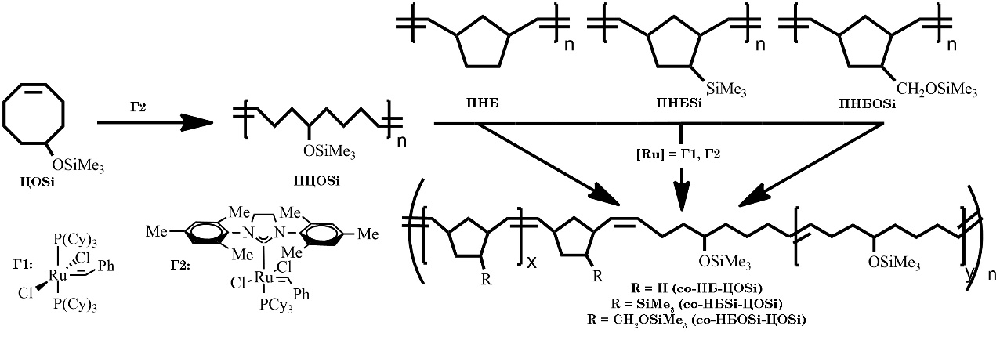 n
n
n
SiMe3
CH2OSiMe3
ПНБ
ПНБSi
ПНБOSi
Г2
OSiMe3
ЦOSi
OSiMe3
n
ПЦOSi
[Ru] = Г1, Г2
Г1:
P(Cy)3
Cl
Ru
Ph
Cl
P(Cy)3
Г2:
Me
Me
Me
N
N
Me
Me
Me
Cl
Cl
Ru
Ph
PCy3
R
x
R
OSiMe3
OSiMe3
y
n
R = H (co-НБ-ЦOSi)
R = SiMe3 (co-НБSi-ЦOSi)
R = CH2OSiMe3 (co-НБOSi-ЦOSi)